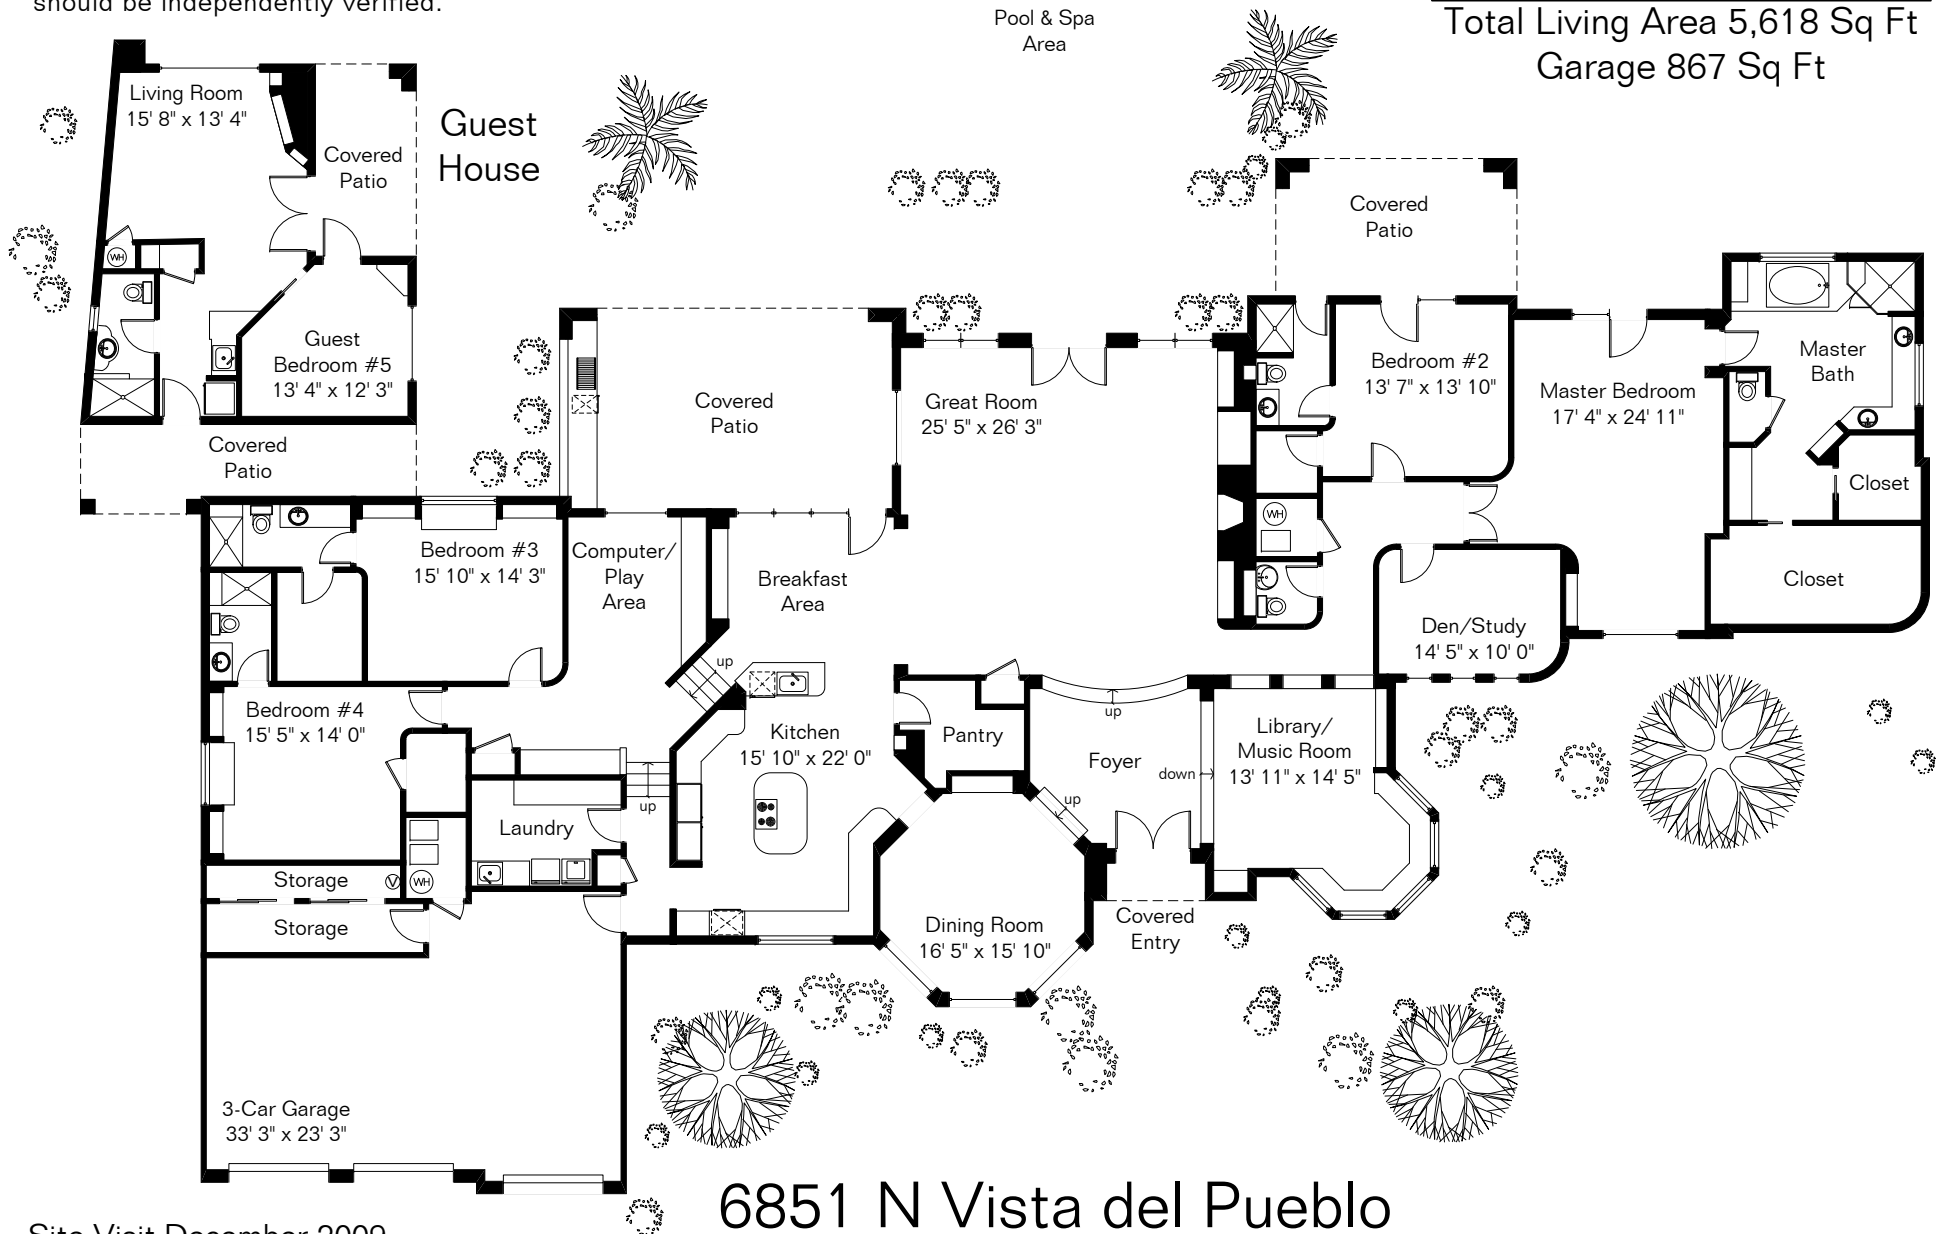 should be independently verified.
Pool & Spa
Area
Total Living Area 5,618 Sq Ft
Garage 867 Sq Ft
Living Room
15' 8" x 13' 4"
Covered
Patio
Guest
House
WH
Guest
Bedroom #5
13' 4" x 12' 3"
Covered
Patio
Covered
Patio
Great Room
25' 5" x 26' 3"
Covered
Patio
Bedroom #2
13' 7" x 13' 10"
Master Bedroom
17' 4" x 24' 11"
Master
Bath
Closet
Closet
WH
Bedroom #3
15' 10" x 14' 3"
Computer/
Play
Area
Breakfast
Area
up
Den/Study
14' 5" x 10' 0"
Bedroom #4
15' 5" x 14' 0"
Kitchen
15' 10" x 22' 0"
Pantry
up
Foyer
down
Library/
Music Room
13' 11" x 14' 5"
up
up
Laundry
Storage
V
WH
Storage
Dining Room
16' 5" x 15' 10"
Covered
Entry
3-Car Garage
33' 3" x 23' 3"
6851 N Vista del Pueblo
Site Visit December 2009